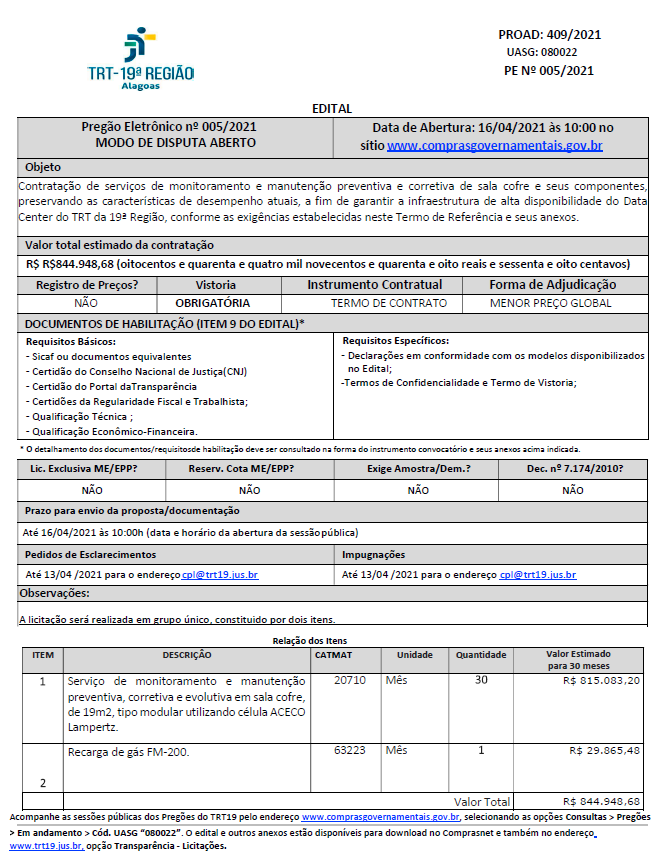 PROAD: 409/2021
UASG: 080022
PE Nº 005/2021
TRT-19ª REGIÃO
Alagoas
EDITAL
Pregão Eletrônico nº 005/2021
MODO DE DISPUTA ABERTO
Data de Abertura: 16/04/2021 às 10:00 no
sítio www.comprasgovernamentais.gov.br
Objeto
Contratação de serviços de monitoramento e manutenção preventiva e corretiva de sala cofre e seus componentes,
preservando as características de desempenho atuais, a fim de garantir a infraestrutura de alta disponibilidade do Data
Center do TRT da 19ª Região, conforme as exigências estabelecidas neste Termo de Referência e seus anexos.
Valor total estimado da contratação
R$ R$844.948,68 (oitocentos e quarenta e quatro mil novecentos e quarenta e oito reais e sessenta e oito centavos)
Registro de Preços? Vistoria Instrumento Contratual Forma de Adjudicação
NÃO OBRIGATÓRIA TERMO DE CONTRATO MENOR PREÇO GLOBAL
DOCUMENTOS DE HABILITAÇÃO (ITEM 9 DO EDITAL)*
Requisitos Básicos:
- Sicaf ou documentos equivalentes
- Certidão do Conselho Nacional de Justiça(CNJ)
- Certidão do Portal daTransparência
- Certidões da Regularidade Fiscal e Trabalhista;
- Qualificação Técnica ;
- Qualificação Econômico-Financeira.
Requisitos Específicos:
- Declarações em conformidade com os modelos disponibilizados
no Edital;
-Termos de Confidencialidade e Termo de Vistoria;
* O detalhamento dos documentos/requisitosde habilitação deve ser consultado na forma do instrumento convocatório e seus anexos acima indicada.
Lic. Exclusiva ME/EPP? Reserv. Cota ME/EPP? Exige Amostra/Dem.? Dec. nº 7.174/2010?
NÃO NÃO NÃO NÃO
Prazo para envio da proposta/documentação
Até 16/04/2021 às 10:00h (data e horário da abertura da sessãopública)
Pedidos de Esclarecimentos Impugnações
Até 13/04 /2021 para o endereço cpl@trt19.jus.br Até 13/04 /2021 para o endereço cpl@trt19.jus.br
Observações:
A licitação será realizada em grupo único, constituido por dois itens.
Relação dos Itens
ITEM DESCRIÇÃO CATMAT Unidade Quantidade Valor Estimado
para 30 meses
1 Serviço de monitoramento e manutenção 20710 Mês 30 R$ 815.083,20
preventiva, corretiva e evolutiva em sala cofre,
de 19m2, tipo modular utilizando célula ACECO
Lampertz.
Recarga de gás FM-200. 63223 Mês 1 R$ 29.865,48
2
Valor Total R$ 844.948,68
Acompanhe as sessões públicas dos Pregões do TRT19 pelo endereço www.comprasgovernamentais.gov.br, selecionando as opções Consultas > Pregões
> Em andamento > Cód. UASG “080022”. O edital e outros anexos estão disponíveis para download no Comprasnet e também no endereço
www.trt19.jus.br, opção Transparência - Licitações.